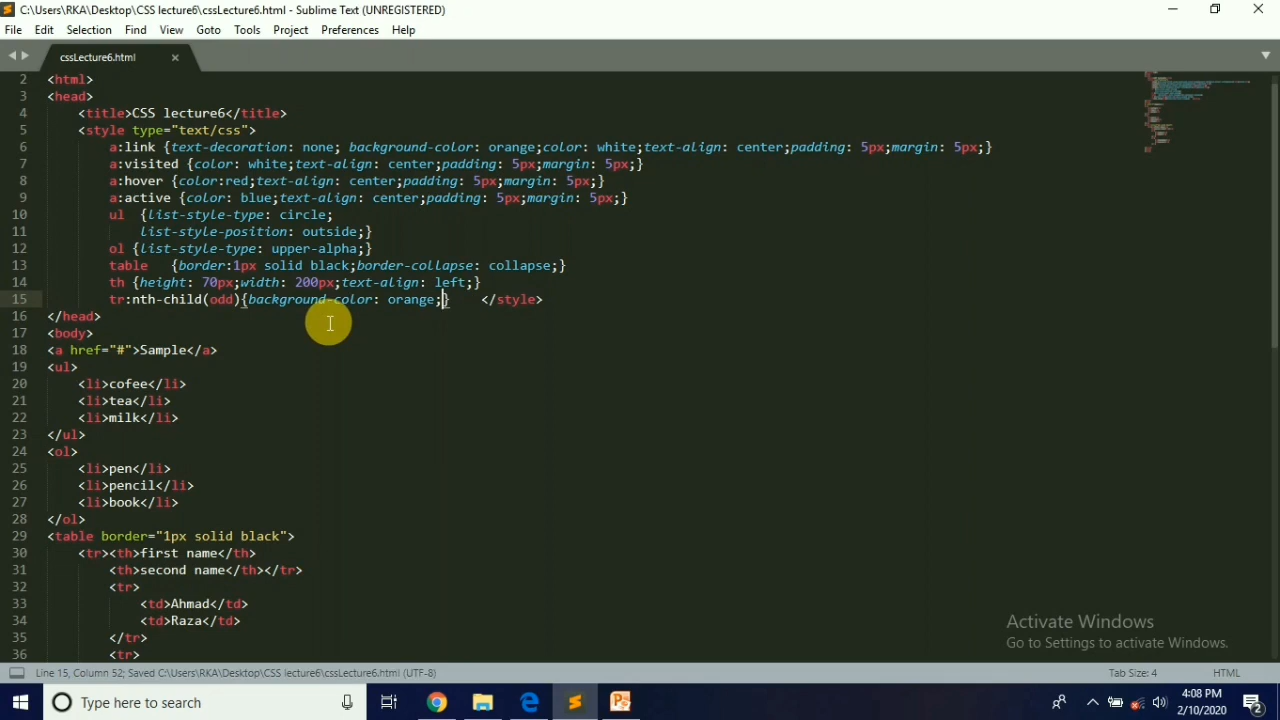 C:\Users\RKA\Desktop\CSS lecture6\cssLecture6.html - Sublime Text (UNREGISTERED)
File Edit Selection Find View Goto Tools Project Preferences Help
cssLecture6.html
2 <html>
3 <head>
4 <title>CSS lecture6</title>
5 <style type="text/css">
6 a:link {text-decoration: none; background-color: orange;color: white;text-align: center;padding: 5px;margin: 5px;}
7 a:visited {color: white;text-align: center;padding: 5px;margin: 5px;}
8 a:hover {color:red;text-align: center;padding: 5px;margin: 5px;}
9 a:active {color: blue;text-align: center;padding: 5px;margin: 5px;}
10 ul {list-style-type: circle;
11 list-style-position: outside;}
12 ol {list-style-type: upper-alpha;}
13 table {border:1px solid black;border-collapse: collapse;}
14 th {height: 70px;width: 200px;text-align: left;}
15 tr:nth-child(odd){background-color: orange;} </style>
16 </head>
17 <body>
18 <a href="#">Sample</a>
19 <ul>
20 <li>cofee</li>
21 <li>tea</li>
22 <li>milk</li>
23 </ul>
24 <ol>
25 <li>pen</li>
26 <li>pencil</li>
27 <li>book</li>
28 </ol>
29 <table border="1px solid black">
30 <tr><th>first name</th>
31 <th>second name</th></tr>
32 <tr>
33 <td>Ahmad</td>
34 <td>Raza</td>
35 </tr>
36 <tr>
Activate Windows
Go to Settings to activate Windows.
Line 15, Column 52; Saved C:\Users\RKA\Desktop\CSS lecture6\cssLecture6.html (UTF-8) Tab Size: 4 HTML
Type here to search
4:08 PM
2/10/2020
2